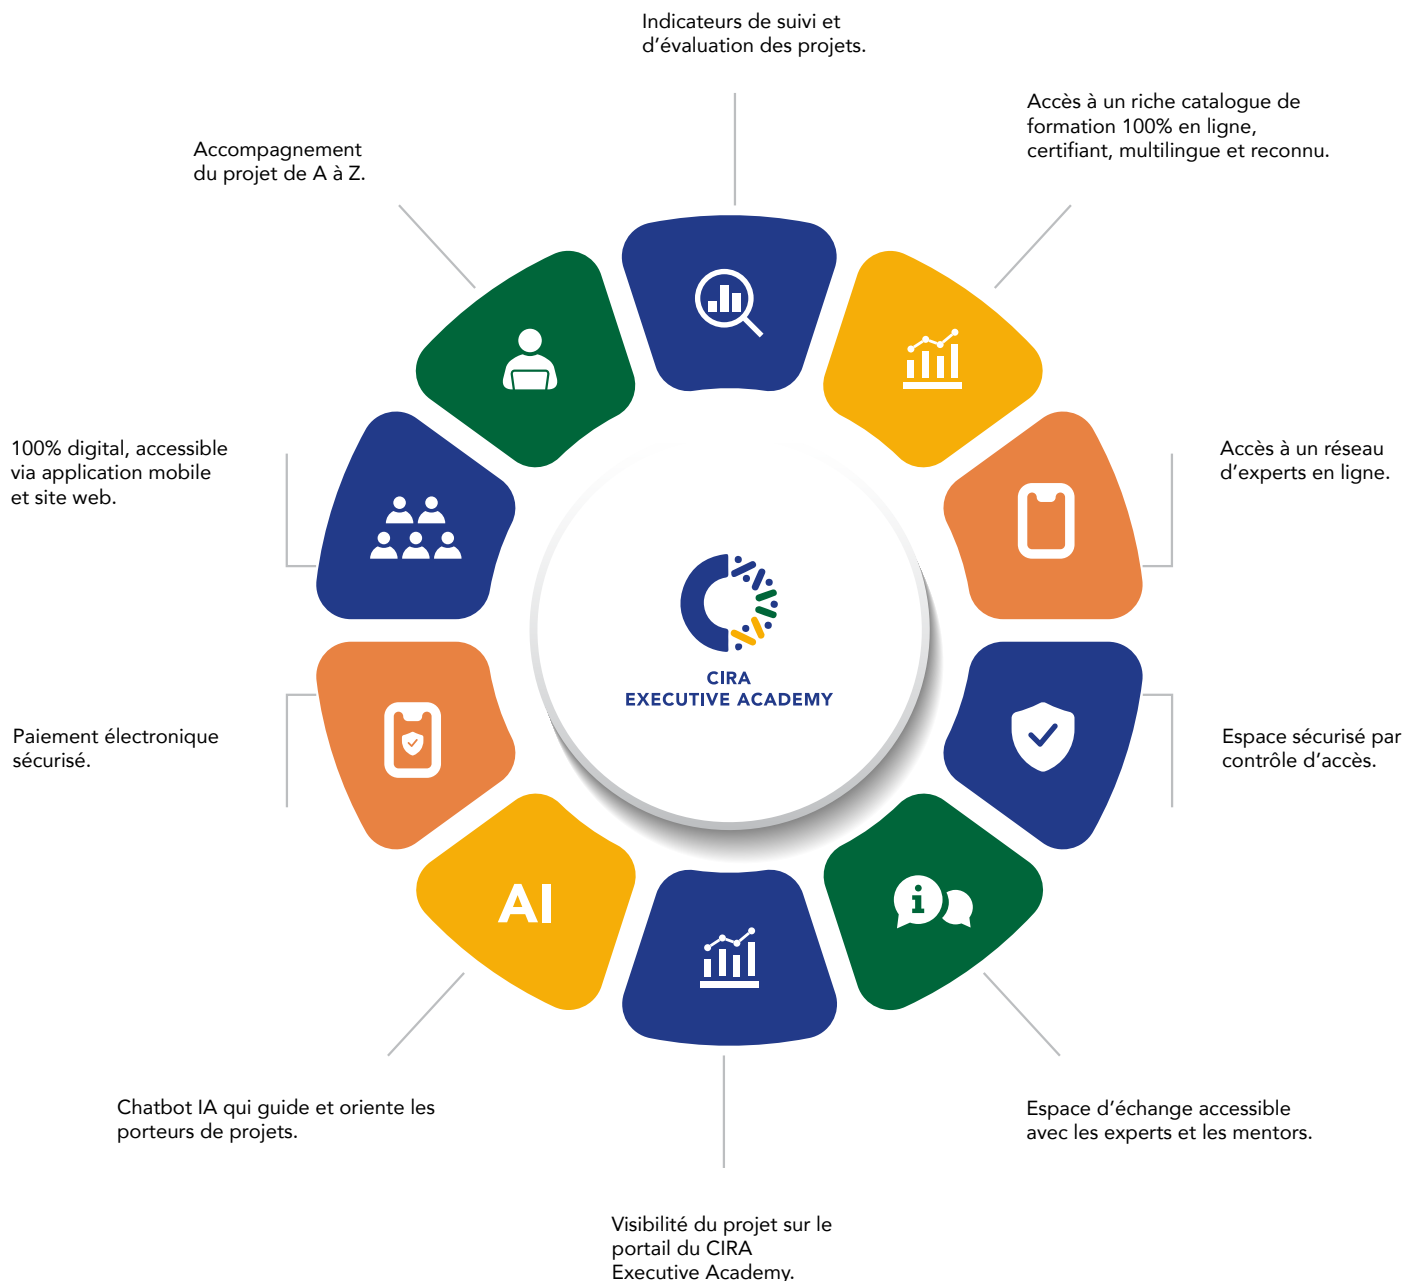 Indicateurs de suivi et
d’évaluation des projets.
Accès à un riche catalogue de
formation 100% en ligne,
certifiant, multilingue et reconnu.
Accompagnement
du projet de A à Z.
100% digital, accessible
via application mobile
et site web.
Accès à un réseau
d’experts en ligne.
CIRA
EXECUTIVE ACADEMY
Paiement électronique
sécurisé.
Espace sécurisé par
contrôle d’accès.
AI
i
Chatbot IA qui guide et oriente les
porteurs de projets.
Espace d’échange accessible
avec les experts et les mentors.
Visibilité du projet sur le
portail du CIRA
Executive Academy.